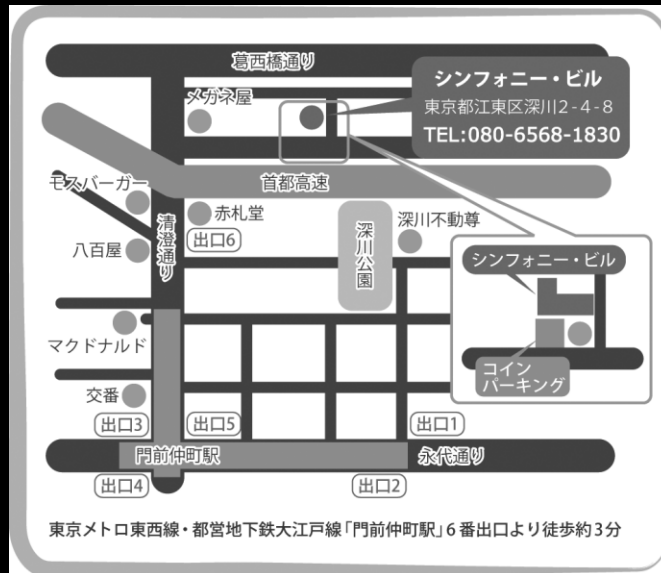 葛西橋通り
メガネ屋
シンフォニー・ビル
東京都江東区深川2-4-8
TEL:080-6568-1830
首都高速
モスバーガー
赤札堂
出口6
清澄通り
八百屋
深川公園
深川不動尊
シンフォニー・ビル
コイン
パーキング
マクドナルド
交番
出口3
出口5
出口1
門前仲町駅
永代通り
出口4
出口2
東京メトロ東西線・都営地下鉄大江戸線「門前仲町駅」6番出口より徒歩約3分